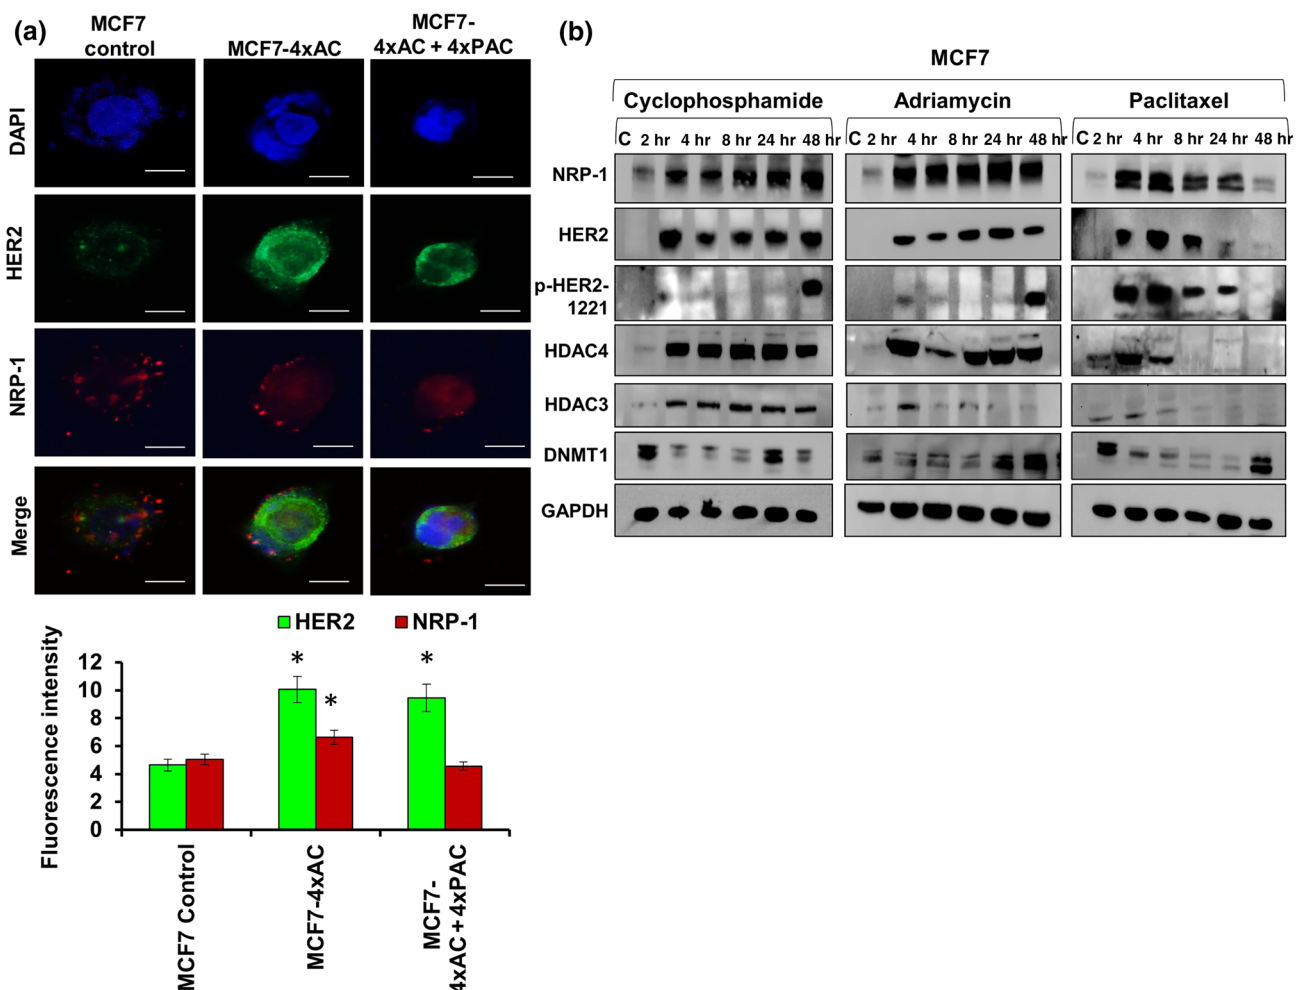 (a)
MCF7
control
MCF7-4xAC
MCF7-
4xAC + 4xPAC
DAPI
HER2
NRP-1
Merge
HER2
NRP-1
Fluorescence intensity
12
10
8
6
4
2
0
*
*
*
MCF7 Control
MCF7-4xAC
MCF7-
4xAC + 4xPAC
(b)
MCF7
Cyclophosphamide
Adriamycin
Paclitaxel
C 2 hr 4 hr 8 hr 24 hr 48 hr
C 2 hr 4 hr 8 hr 24 hr 48 hr
C 2 hr 4 hr 8 hr 24 hr 48 hr
NRP-1
HER2
p-HER2-
1221
HDAC4
HDAC3
DNMT1
GAPDH